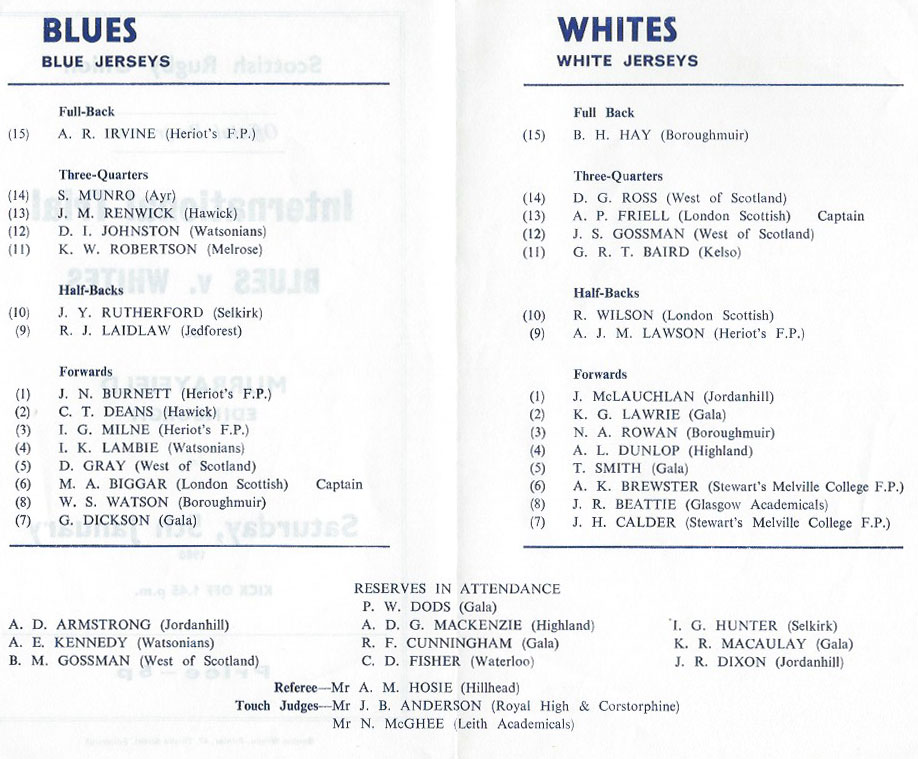 BLUES
BLUE JERSEYS
Full-Back
(15) A. R. IRVINE (Heriot's F.P.)
Three-Quarters
(14) S. MUNRO (Ayr)
(13) J. M. RENWICK (Hawick)
(12) D. I. JOHNSTON (Watsonians)
(11) K. W. ROBERTSON (Melrose)
Half-Backs
(10) J. Y. RUTHERFORD (Selkirk)
(9) R. J. LAIDLAW (Jedforest)
Forwards
(1) J. N. BURNETT (Heriot's F.P.)
(2) C. T. DEANS (Hawick)
(3) I. G. MILNE (Heriot's F.P.)
(4) I. K. LAMBIE (Watsonians)
(5) D. GRAY (West of Scotland)
(6) M. A. BIGGAR (London Scottish) Captain
(8) W. S. WATSON (Boroughmuir)
(7) G. DICKSON (Gala)
WHITES
WHITE JERSEYS
Full Back
(15) B. H. HAY (Boroughmuir)
Three-Quarters
(14) D. G. ROSS (West of Scotland)
(13) A. P. FRIELL (London Scottish) Captain
(12) J. S. GOSSMAN (West of Scotland)
(11) G. R. T. BAIRD (Kelso)
Half-Backs
(10) R. WILSON (London Scottish)
(9) A. J. M. LAWSON (Heriot's F.P.)
Forwards
(1) J. McLAUCHLAN (Jordanhill)
(2) K. G. LAWRIE (Gala)
(3) N. A. ROWAN (Boroughmuir)
(4) A. L. DUNLOP (Highland)
(5) T. SMITH (Gala)
(6) A. K. BREWSTER (Stewart's Melville College F.P.)
(8) J. R. BEATTIE (Glasgow Academicals)
(7) J. H. CALDER (Stewart's Melville College F.P.)
RESERVES IN ATTENDANCE
P. W. DODS (Gala)
A. D. ARMSTRONG (Jordanhill) A. D. G. MACKENZIE (Highland) I. G. HUNTER (Selkirk)
A. E. KENNEDY (Watsonians) R. F. CUNNINGHAM (Gala) K. R. MACAULAY (Gala)
B. M. GOSSMAN (West of Scotland) C. D. FISHER (Waterloo) J. R. DIXON (Jordanhill)
Referee—Mr A. M. HOSIE (Hillhead)
Touch Judges—Mr J. B. ANDERSON (Royal High & Corstorphine)
Mr N. McGHEE (Leith Academicals)